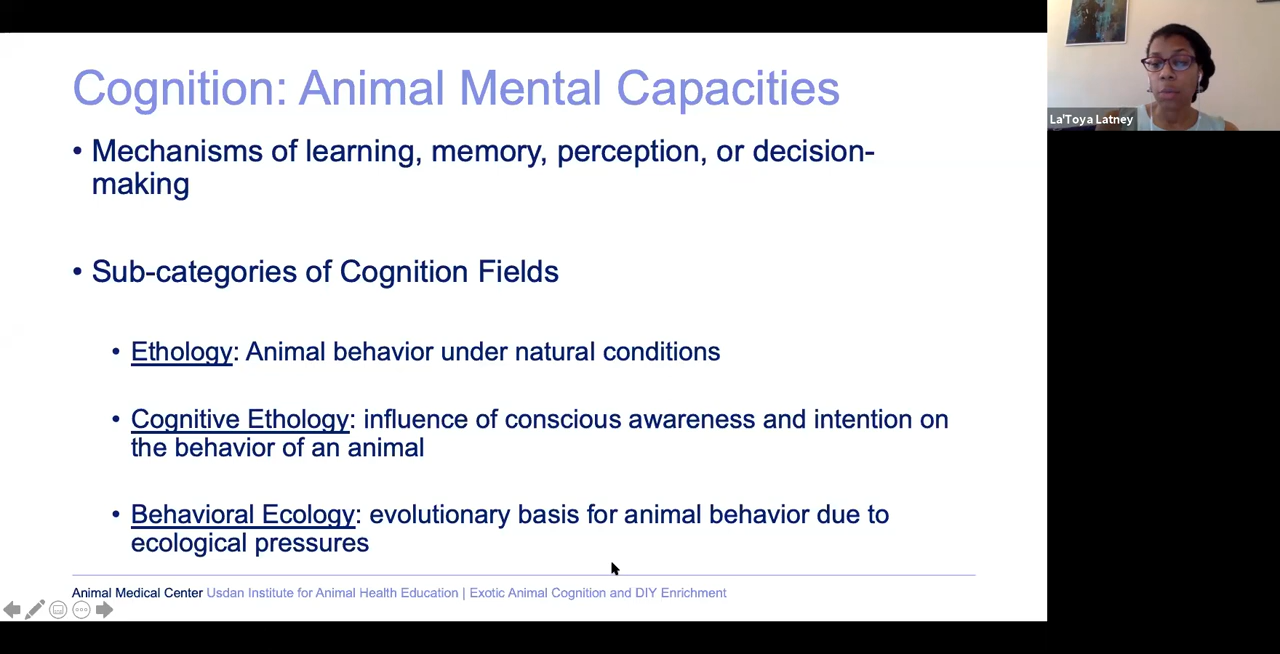 Cognition: Animal Mental Capacities
• Mechanisms of learning, memory, perception, or decision-
making
• Sub-categories of Cognition Fields
• Ethology: Animal behavior under natural conditions
• Cognitive Ethology: influence of conscious awareness and intention on
the behavior of an animal
• Behavioral Ecology: evolutionary basis for animal behavior due to
ecological pressures
Animal Medical Center Usdan Institute for Animal Health Education | Exotic Animal Cognition and DIY Enrichment
La'Toya Latney